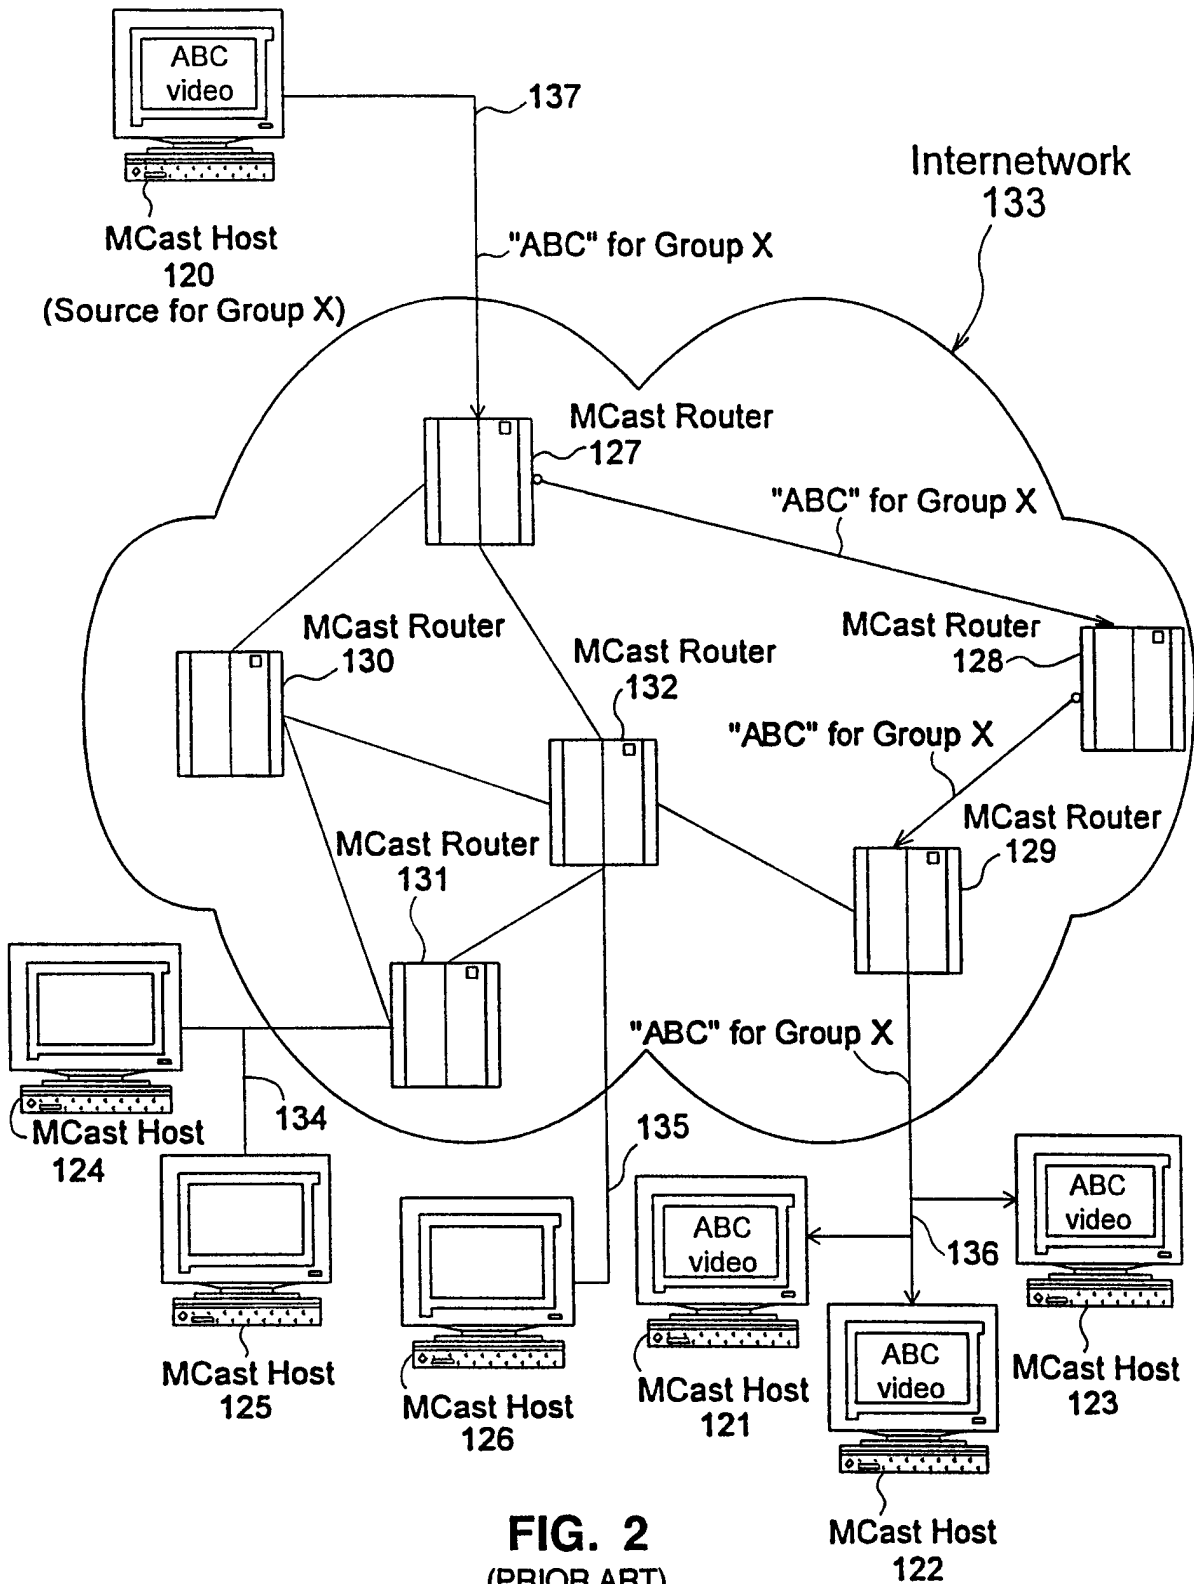 ABC
video
137
Internetwork
133
MCast Host
120
(Source for Group X)
"ABC" for Group X
MCast Router
127
"ABC" for Group X
MCast Router
130
MCast Router
132
MCast Router
128
"ABC" for Group X
MCast Router
129
MCast Router
131
"ABC" for Group X
134
MCast Host
124
135
ABC
video
ABC
video
136
MCast Host
125
MCast Host
126
MCast Host
121
ABC
video
MCast Host
123
MCast Host
122
FIG. 2
(PRIOR ART)